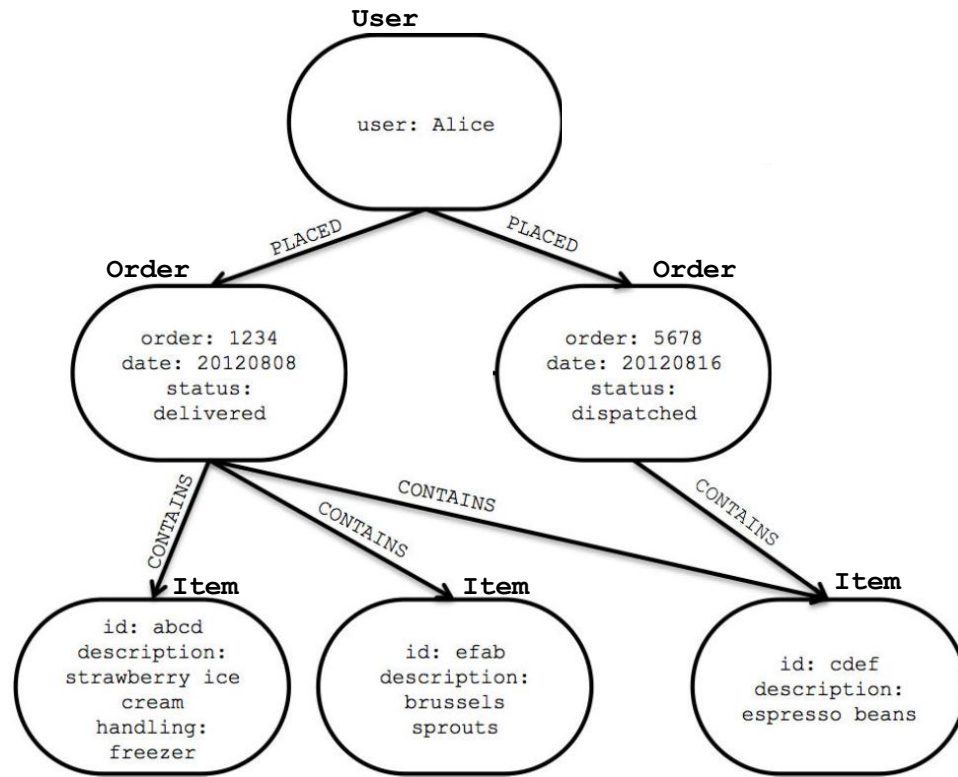 User
user: Alice
PLACED
PLACED
Order
Order
order: 1234
date: 20120808
status:
delivered
order: 5678
date: 20120816
status:
dispatched
CONTAINS
CONTAINS
CONTAINS
CONTAINS
Item
Item
Item
id: abcd
description:
strawberry ice
cream
handling:
freezer
id: efab
description:
brussels
sprouts
id: cdef
description:
espresso beans